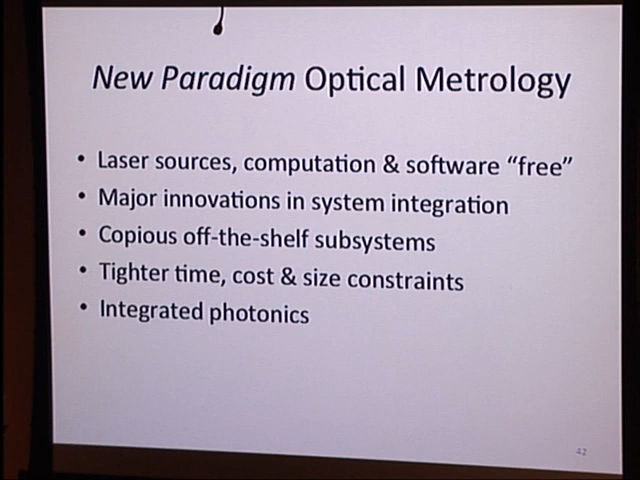 New Paradigm Optical Metrology
• Laser sources, computation & software “free”
• Major innovations in system integration
• Copious off-the-shelf subsystems
• Tighter time, cost & size constraints
• Integrated photonics
42